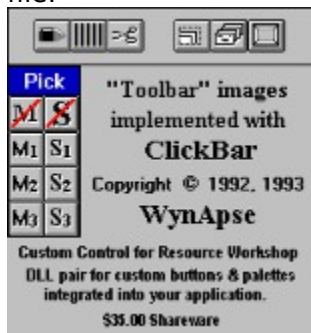 me.
Pick
M S
M1 S1
M2 S2
M3 S3
"Toolbar" images
implemented with
ClickBar
Copyright © 1992, 1993
WynApse
Custom Control for Resource Workshop
DLL pair for custom buttons & palettes
integrated into your application.
$35.00 Shareware